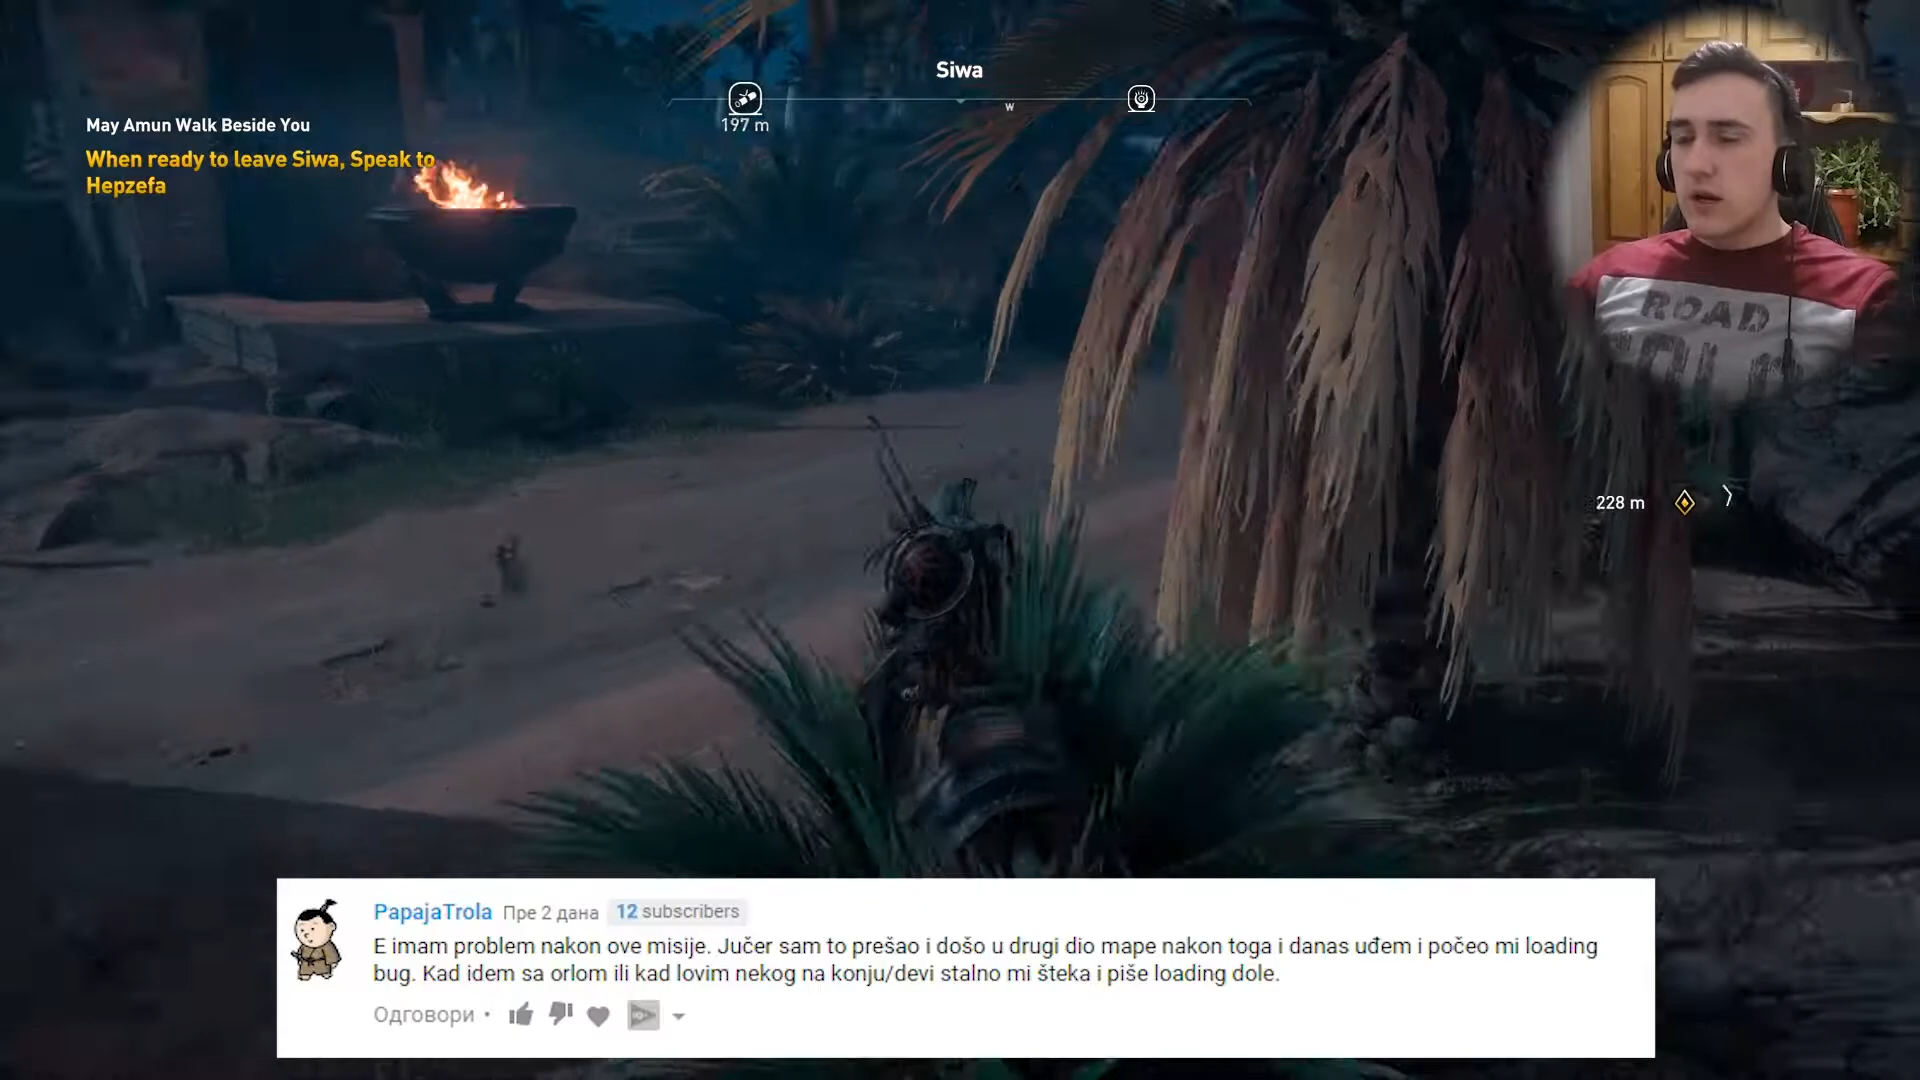 Siwa
W
197 m
May Amun Walk Beside You
When ready to leave Siwa, Speak to
Hepzefa
ROAD
228 m
PapajaTrola Пре 2 дана 12 subscribers
E imam problem nakon ove misije. Jučer sam to prešao i došo u drugi dio mape nakon toga i danas uđem i počeo mi loading
bug. Kad idem sa orlom ili kad lovim nekog na konju/devi stalno mi šteka i piše loading dole.
Одговори •